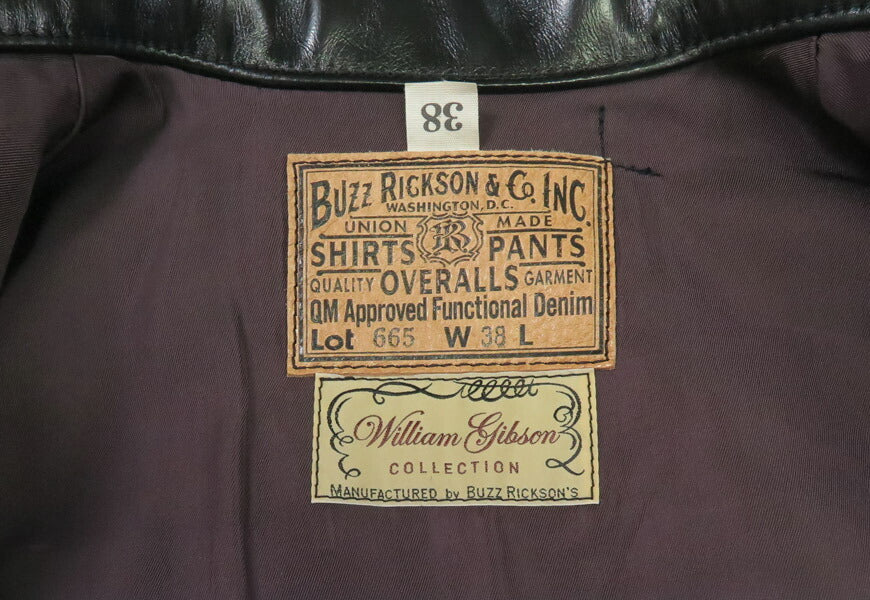 38
BUZZ RICKSON & CO. INC.
WASHINGTON, D.C.
UNION MADE
SHIRTS BR PANTS
QUALITY OVERALLS GARMENT
QM Approved Functional Denim
Lot 665 W 38 L
William Gibson
COLLECTION
MANUFACTURED by BUZZ RICKSON'S